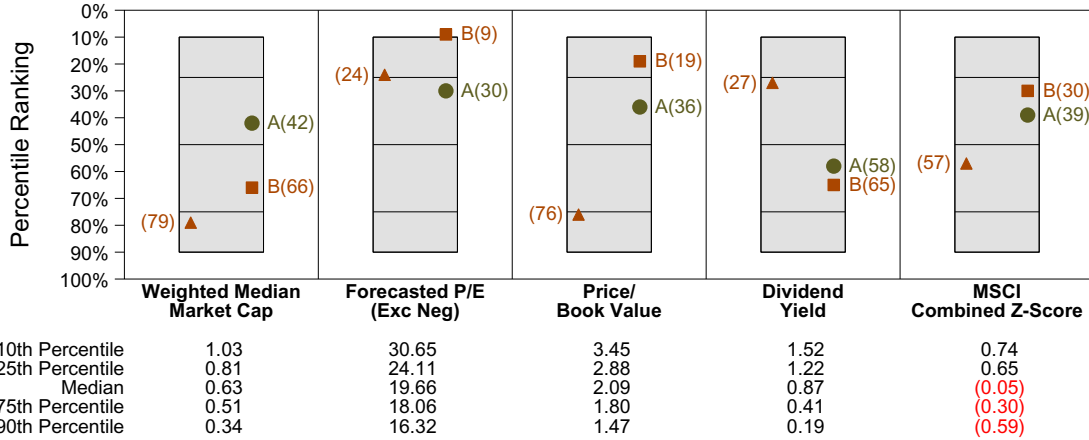 Percentile Ranking
0%
10%
20%
30%
40%
50%
60%
70%
80%
90%
100%
(79)
A(42)
B(66)
(24)
B(9)
A(30)
(76)
B(19)
A(36)
(27)
A(58)
B(65)
(57)
B(30)
A(39)
Weighted Median
Market Cap
Forecasted P/E
(Exc Neg)
Price/
Book Value
Dividend
Yield
MSCI
Combined Z-Score
10th Percentile 1.03 30.65 3.45 1.52 0.74
25th Percentile 0.81 24.11 2.88 1.22 0.65
Median 0.63 19.66 2.09 0.87 (0.05)
75th Percentile 0.51 18.06 1.80 0.41 (0.30)
90th Percentile 0.34 16.32 1.47 0.19 (0.59)